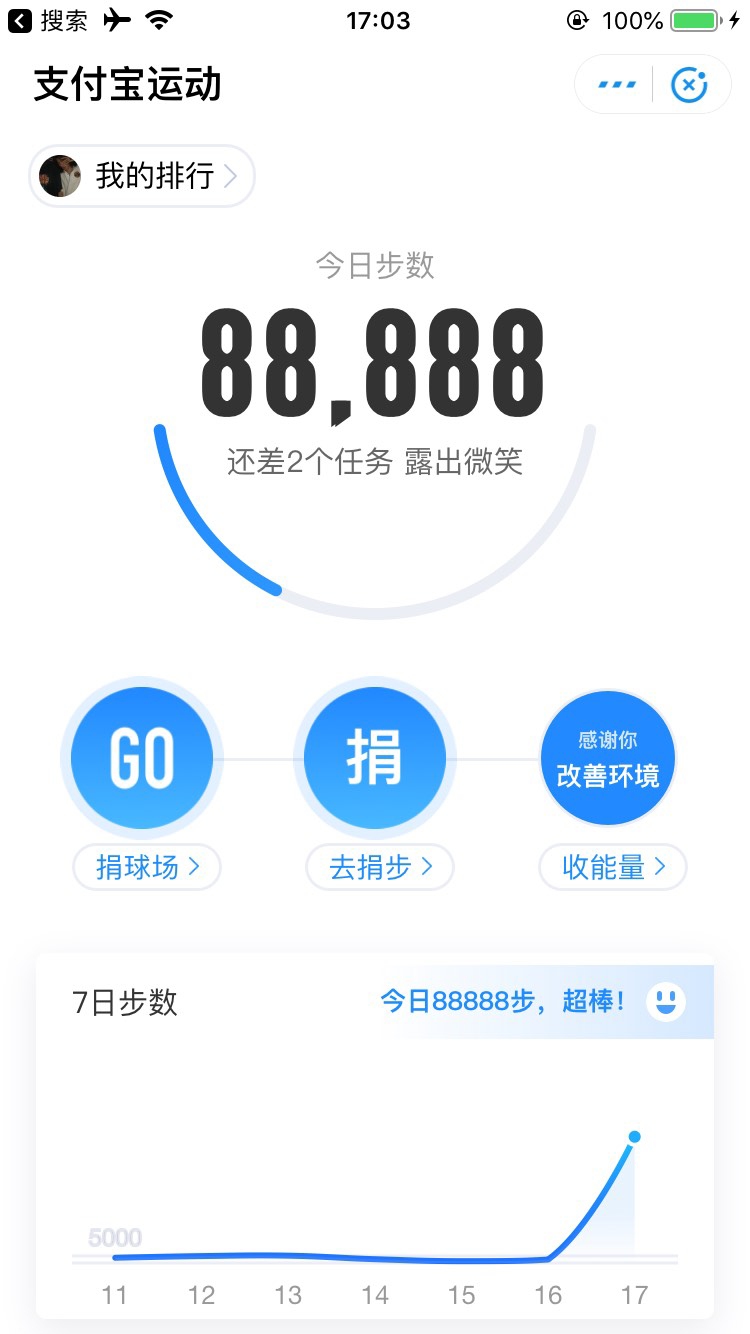 搜索 17:03 100%
支付宝运动
我的排行
今日步数
88,888
还差2个任务 露出微笑
GO 捐 感谢你
改善环境
捐球场 去捐步 收能量
7日步数 今日88888步，超棒！
5000
11 12 13 14 15 16 17